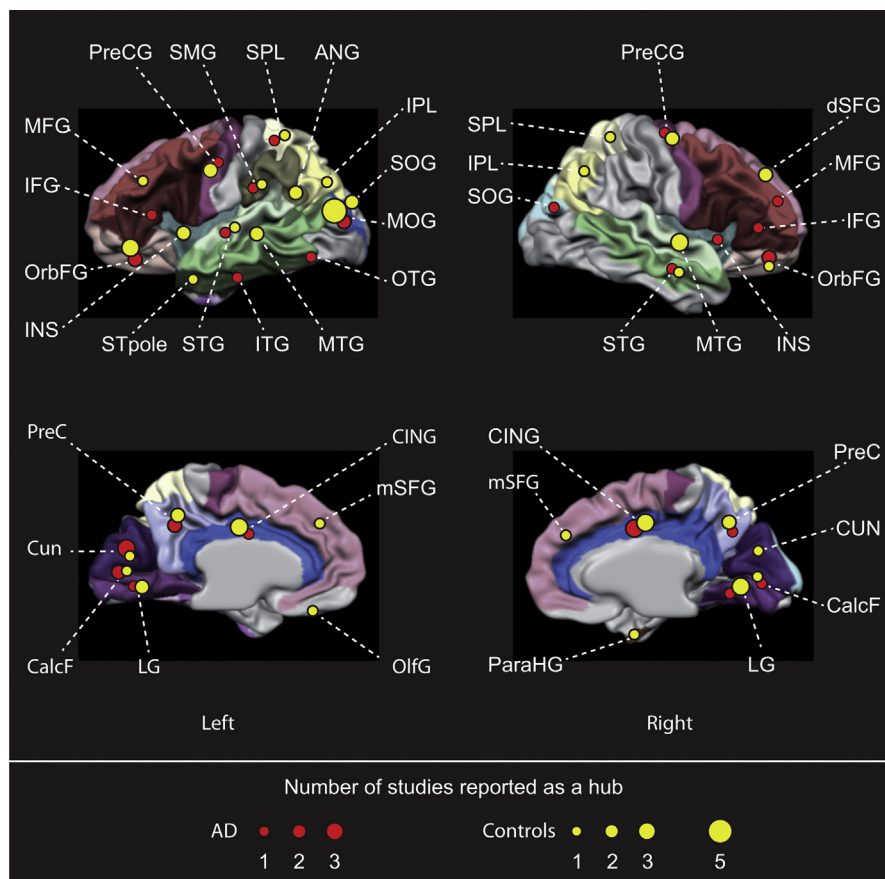 PreCG SMG SPL ANG
PreCG
IPL
dSFG
MFG
SPL
SOG
IPL
MFG
IFG
SOG
MOG
IFG
OrbFG
OTG
OrbFG
INS
STpole STG ITG MTG
STG MTG INS
PreC
CING
CING
PreC
mSFG
mSFG
Cun
CUN
CalcF
CalcF LG OlfG
ParaHG LG
Left
Right
Number of studies reported as a hub
AD
Controls
1 2 3
1 2 3 5